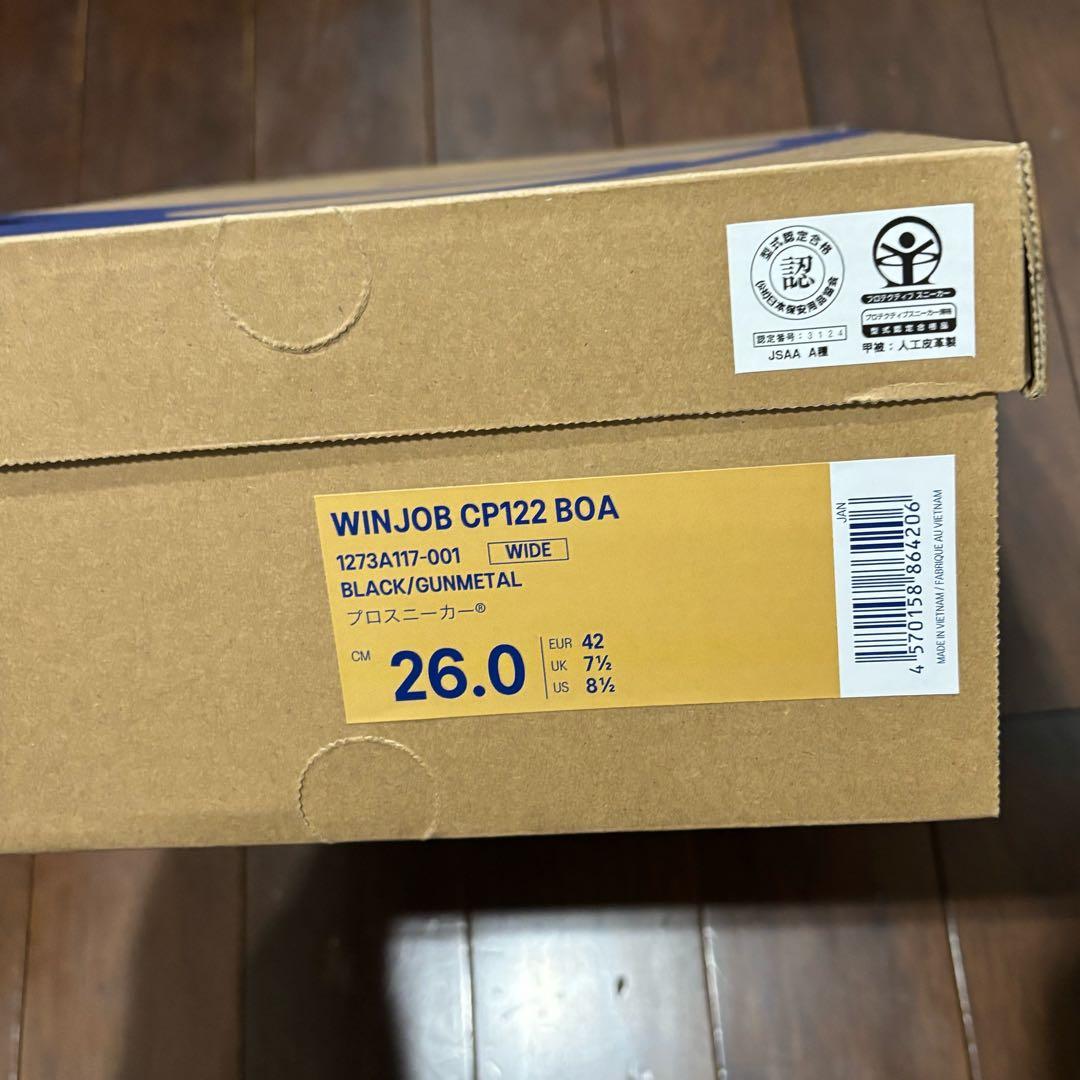 型式認定合格
認
(公社)日本保安用品協会
認定番号:3124
JSAA A種
プロテクティブ スニーカー
プロテクティブスニーカー規格
型式認定合格品
甲被:人工皮革製
WINJOB CP122 BOA
1273A117-001 WIDE
BLACK/GUNMETAL
プロスニーカー®
CM 26.0
EUR 42
UK 7½
US 8½
JAN
4 570158 864206
MADE IN VIETNAM / FABRIQUE AU VIETNAM